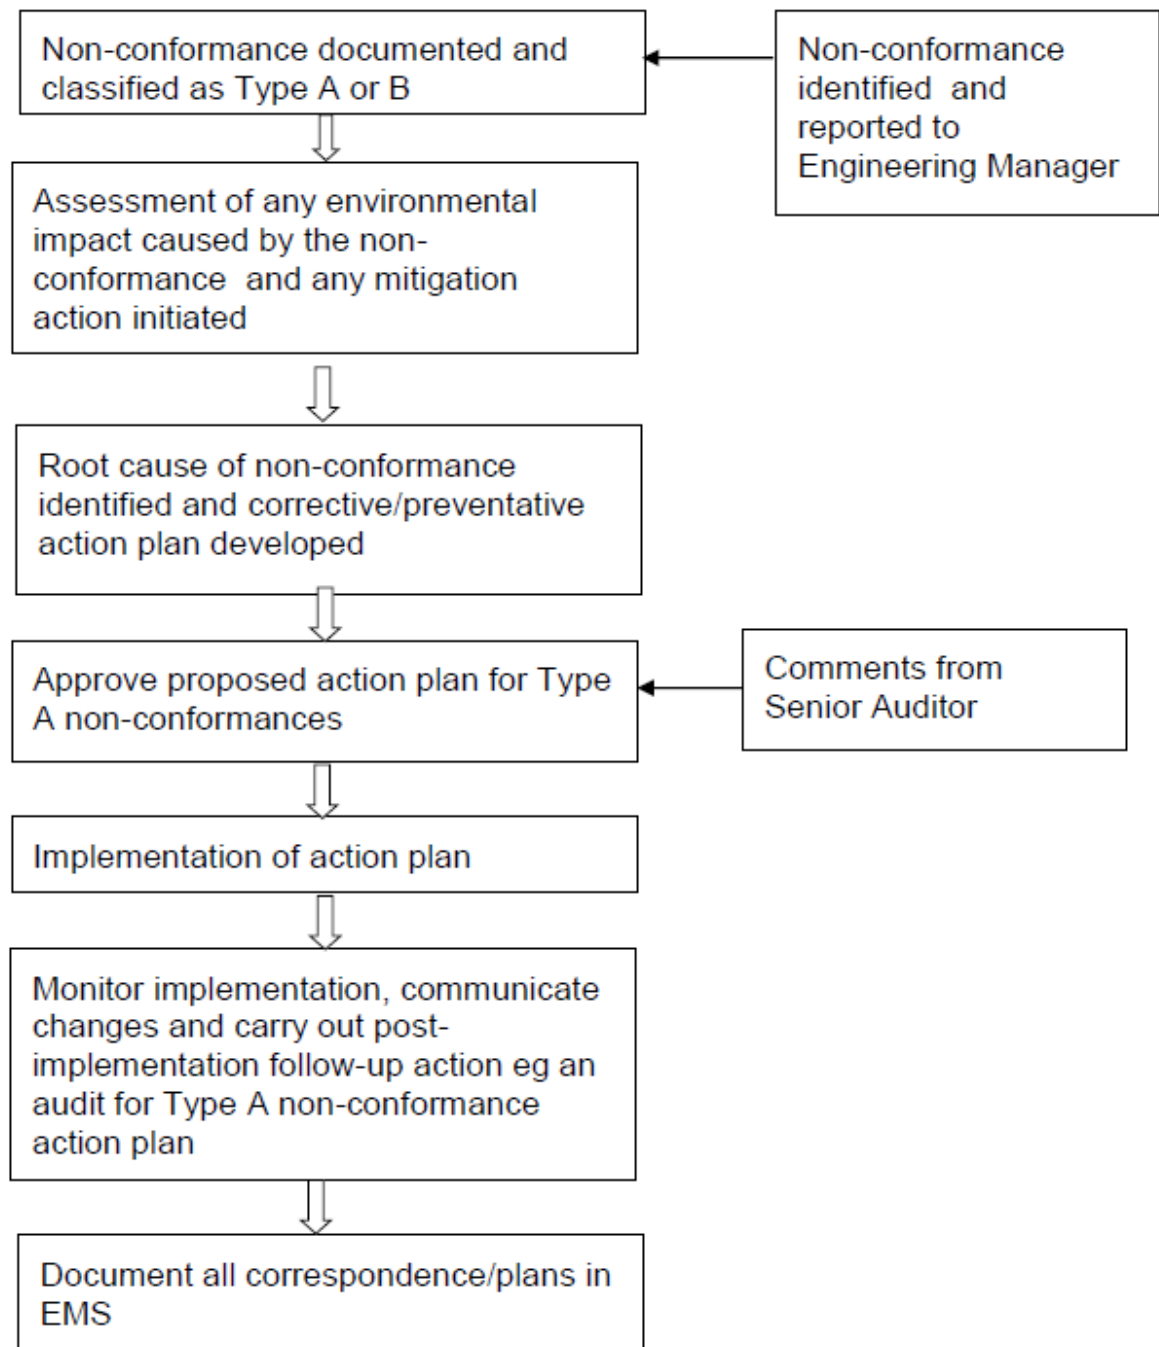 Non-conformance documented and
classified as Type A or B
Non-conformance
identified and
reported to
Engineering Manager
Assessment of any environmental
impact caused by the non-
conformance and any mitigation
action initiated
Root cause of non-conformance
identified and corrective/preventative
action plan developed
Approve proposed action plan for Type
A non-conformances
Comments from
Senior Auditor
Implementation of action plan
Monitor implementation, communicate
changes and carry out post-
implementation follow-up action eg an
audit for Type A non-conformance
action plan
Document all correspondence/plans in
EMS